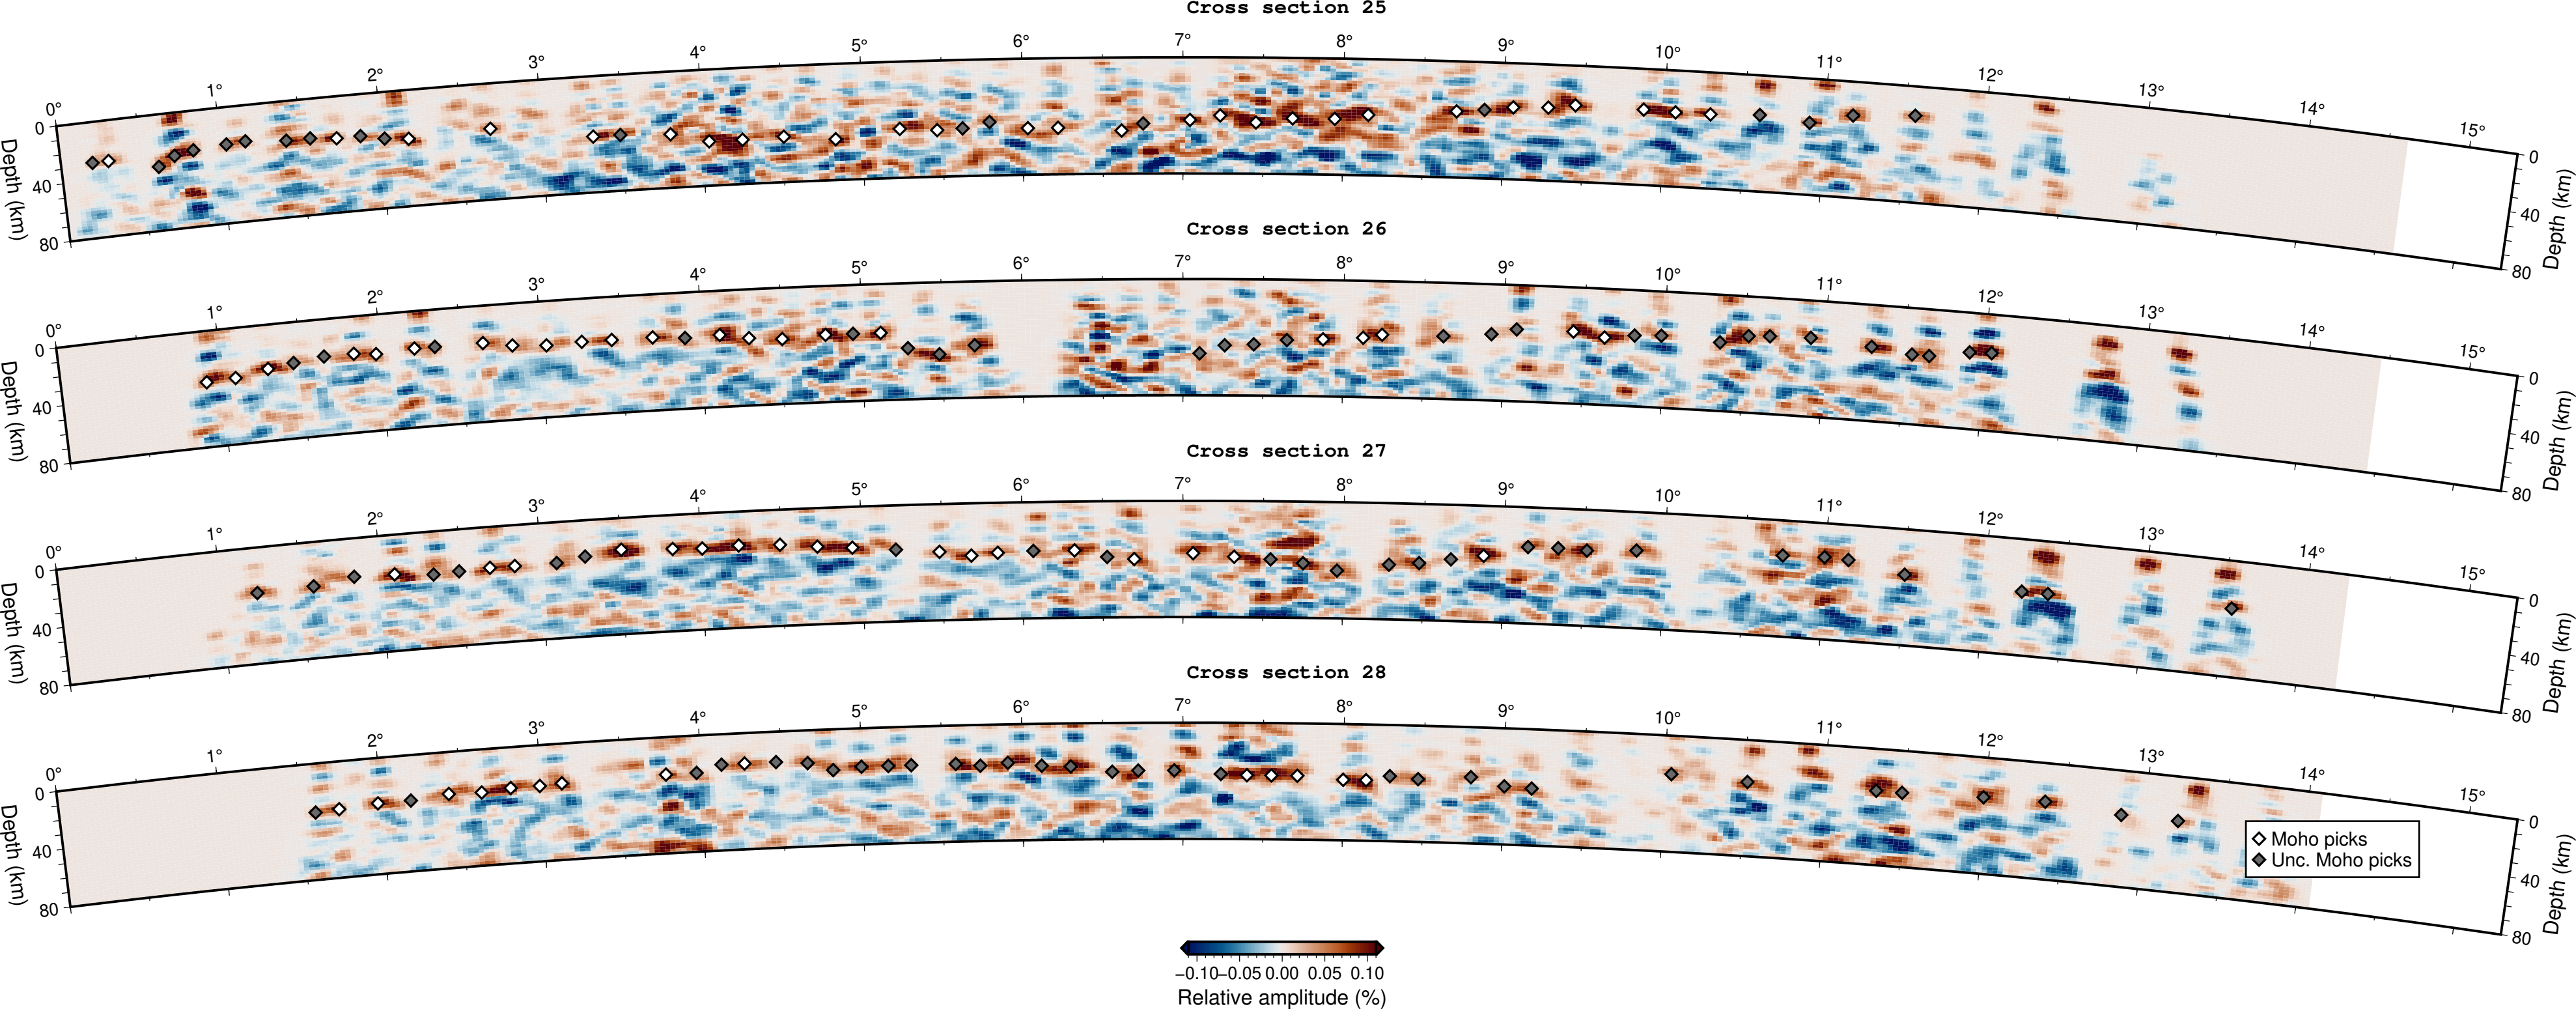 Cross section 25
0° 1° 2° 3° 4° 5° 6° 7° 8° 9° 10° 11° 12° 13° 14° 15°
0 40 80
Depth (km)
0 40 80
Depth (km)
Cross section 26
0° 1° 2° 3° 4° 5° 6° 7° 8° 9° 10° 11° 12° 13° 14° 15°
0 40 80
Depth (km)
0 40 80
Depth (km)
Cross section 27
0° 1° 2° 3° 4° 5° 6° 7° 8° 9° 10° 11° 12° 13° 14° 15°
0 40 80
Depth (km)
0 40 80
Depth (km)
Cross section 28
0° 1° 2° 3° 4° 5° 6° 7° 8° 9° 10° 11° 12° 13° 14° 15°
0 40 80
Depth (km)
0 40 80
Depth (km)
Moho picks
Unc. Moho picks
−0.10 −0.05 0.00 0.05 0.10
Relative amplitude (%)